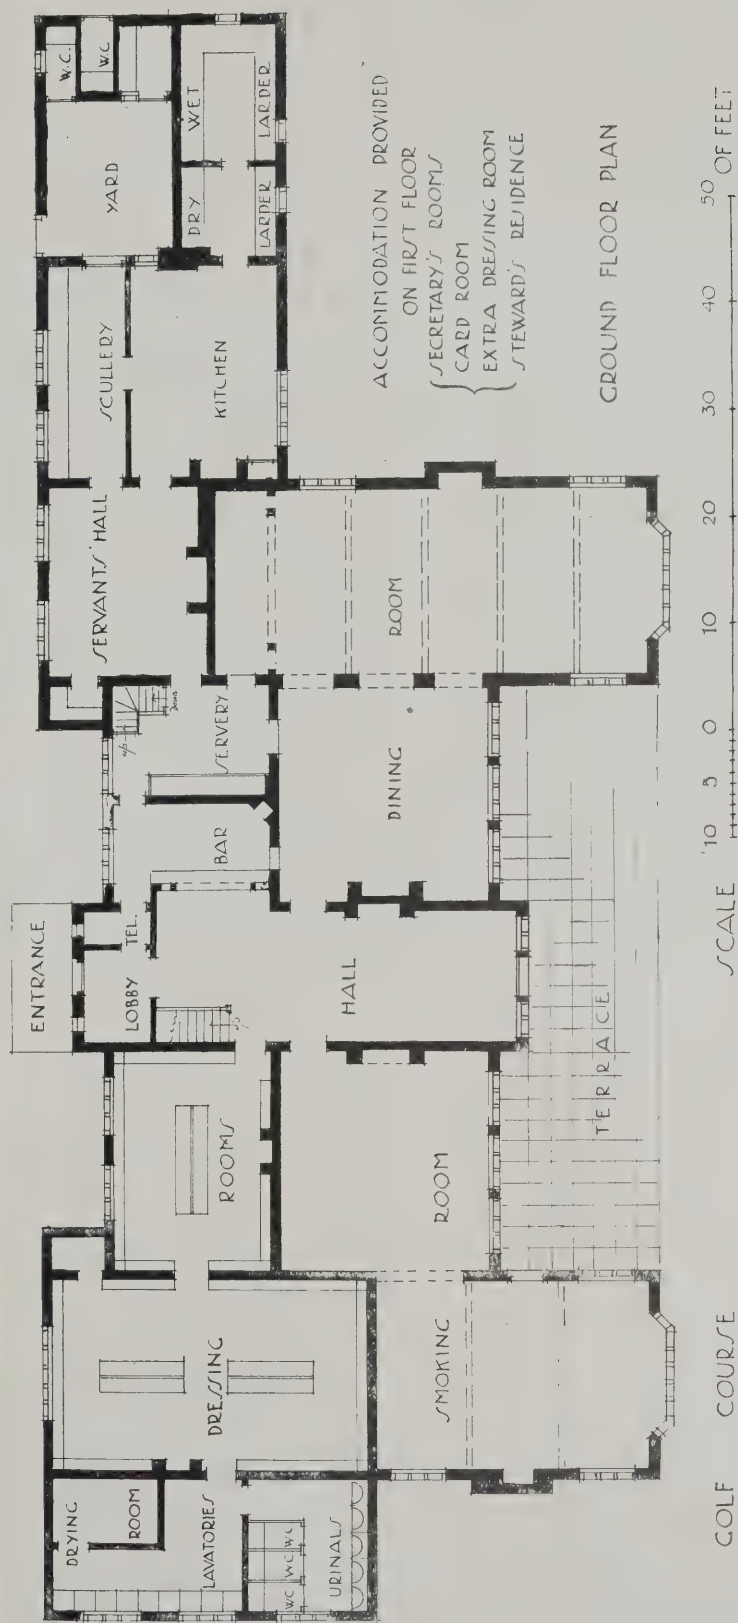 ENTRANCE
LOBBY
TEL.
up
HALL
BAR
SERVERY
up
down
SERVANTS' HALL
SCULLERY
KITCHEN
YARD
W.C.
W.C
DRY
LARDER
WET
LARDER
DINING
ROOM
DRESSING
ROOMS
DRYING
ROOM
LAVATORIES
WC
WC
WC
URINALS
SMOKING
ROOM
TERRACE
ACCOMMODATION PROVIDED
ON FIRST FLOOR
SECRETARY'S ROOMS
CARD ROOM
EXTRA DRESSING ROOM
STEWARD'S RESIDENCE
GROUND FLOOR PLAN
GOLF COURSE
SCALE 10 5 0 10 20 30 40 50 OF FEET